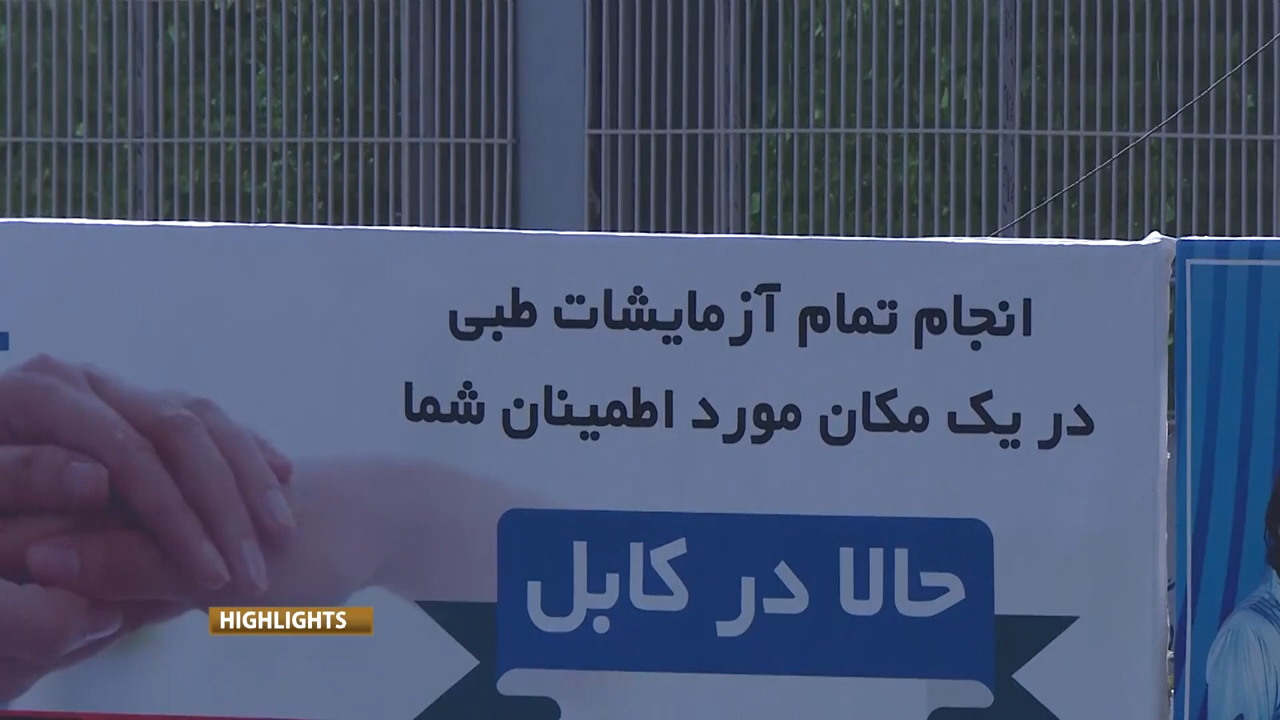 انجام تمام آزمایشات طبی
در یک مکان مورد اطمینان شما
حالا در کابل
HIGHLIGHTS